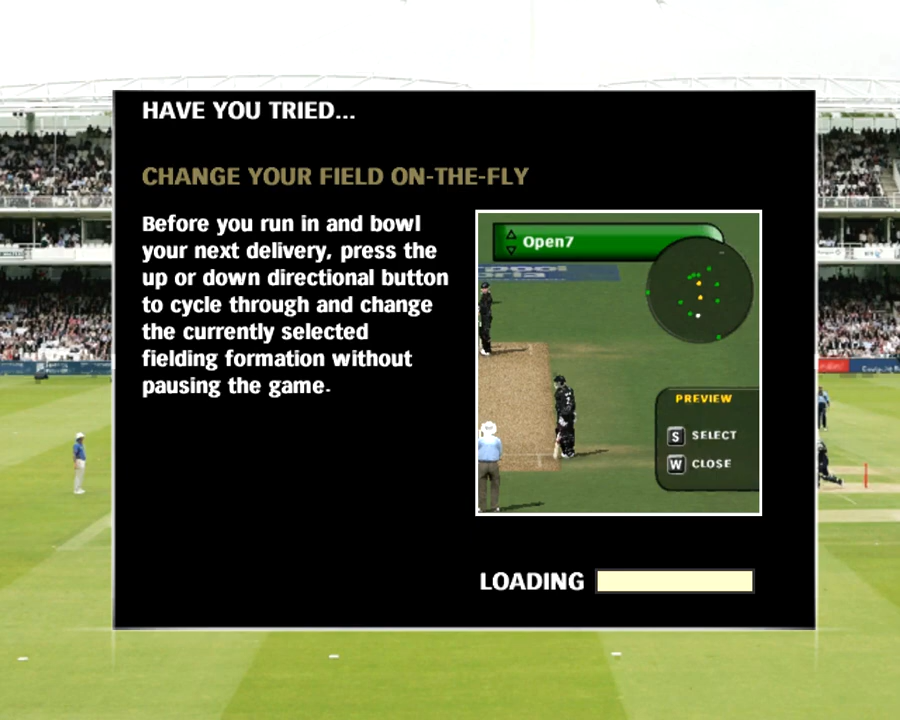 HAVE YOU TRIED...
CHANGE YOUR FIELD ON-THE-FLY
Before you run in and bowl
your next delivery, press the
up or down directional button
to cycle through and change
the currently selected
fielding formation without
pausing the game.
Open7
PREVIEW
S SELECT
W CLOSE
LOADING